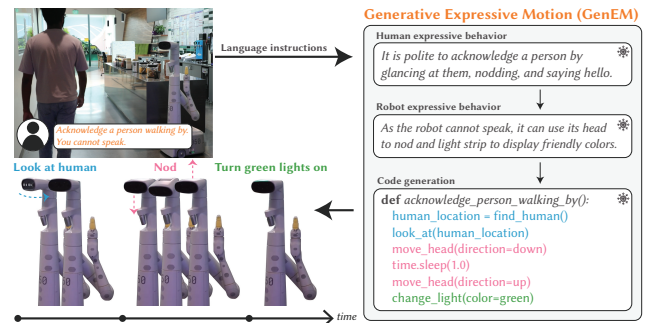 Generative Expressive Motion (GenEM)
Language instructions
Acknowledge a person walking by.
You cannot speak.
Human expressive behavior
It is polite to acknowledge a person by
glancing at them, nodding, and saying hello.
Robot expressive behavior
As the robot cannot speak, it can use its head
to nod and light strip to display friendly colors.
Code generation
def acknowledge_person_walking_by():
human_location = find_human()
look_at(human_location)
move_head(direction=down)
time.sleep(1.0)
move_head(direction=up)
change_light(color=green)
Look at human
Nod
Turn green lights on
time